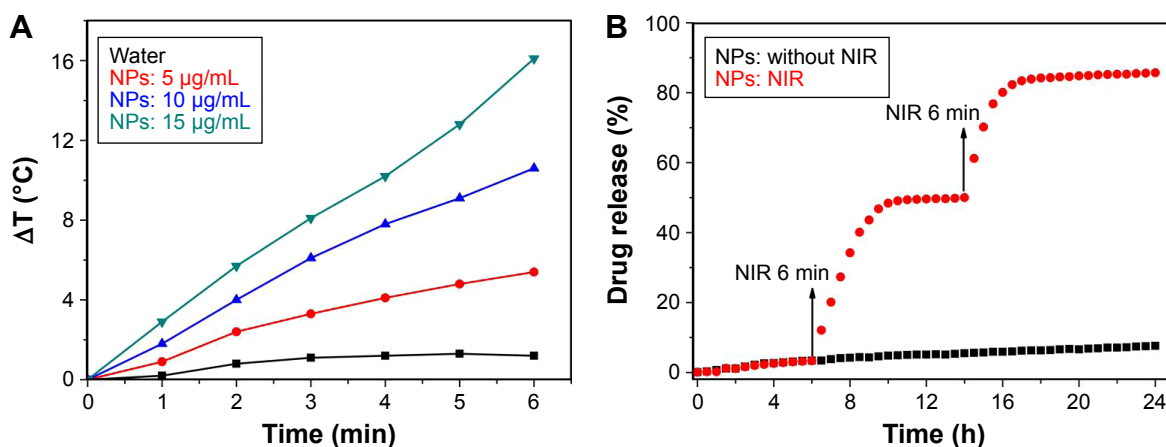 A
Water
NPs: 5 µg/mL
NPs: 10 µg/mL
NPs: 15 µg/mL
16
12
8
4
0
ΔT (°C)
0 1 2 3 4 5 6
Time (min)
B
NPs: without NIR
NPs: NIR
NIR 6 min
NIR 6 min
100
80
60
40
20
0
Drug release (%)
0 4 8 12 16 20 24
Time (h)